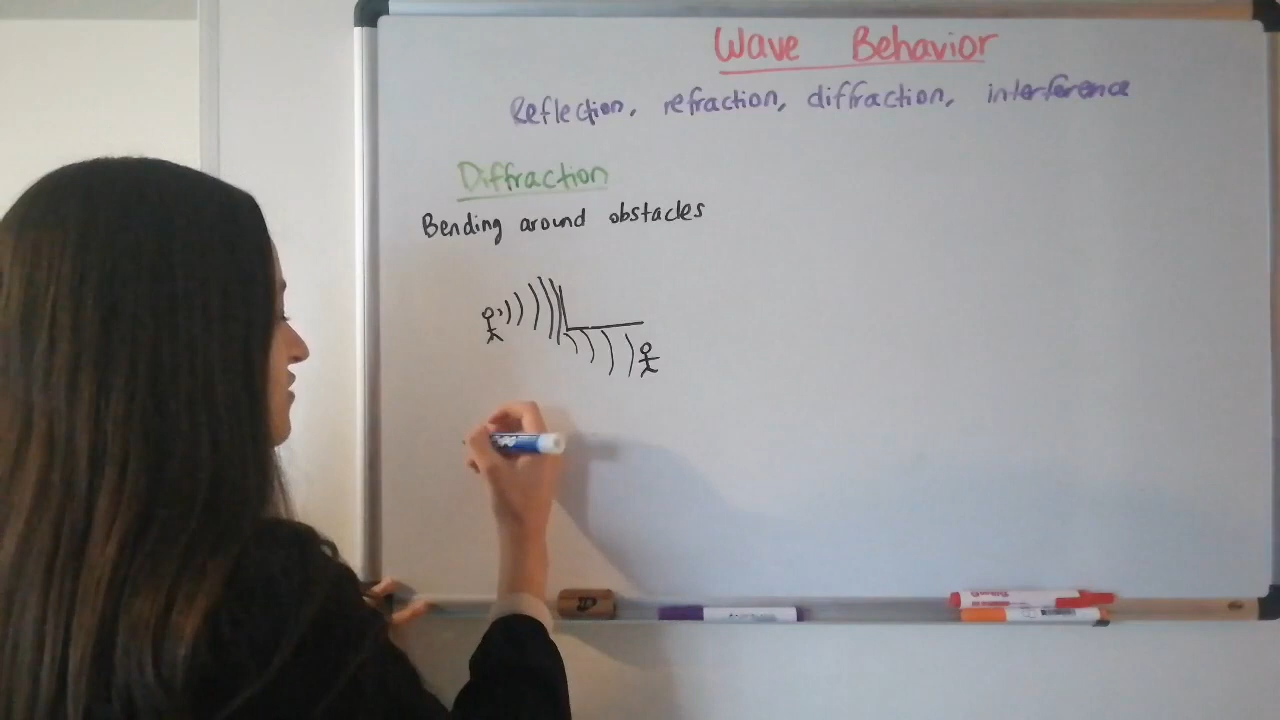 Wave Behavior
Reflection, refraction, diffraction, interference
Diffraction
Bending around obstacles